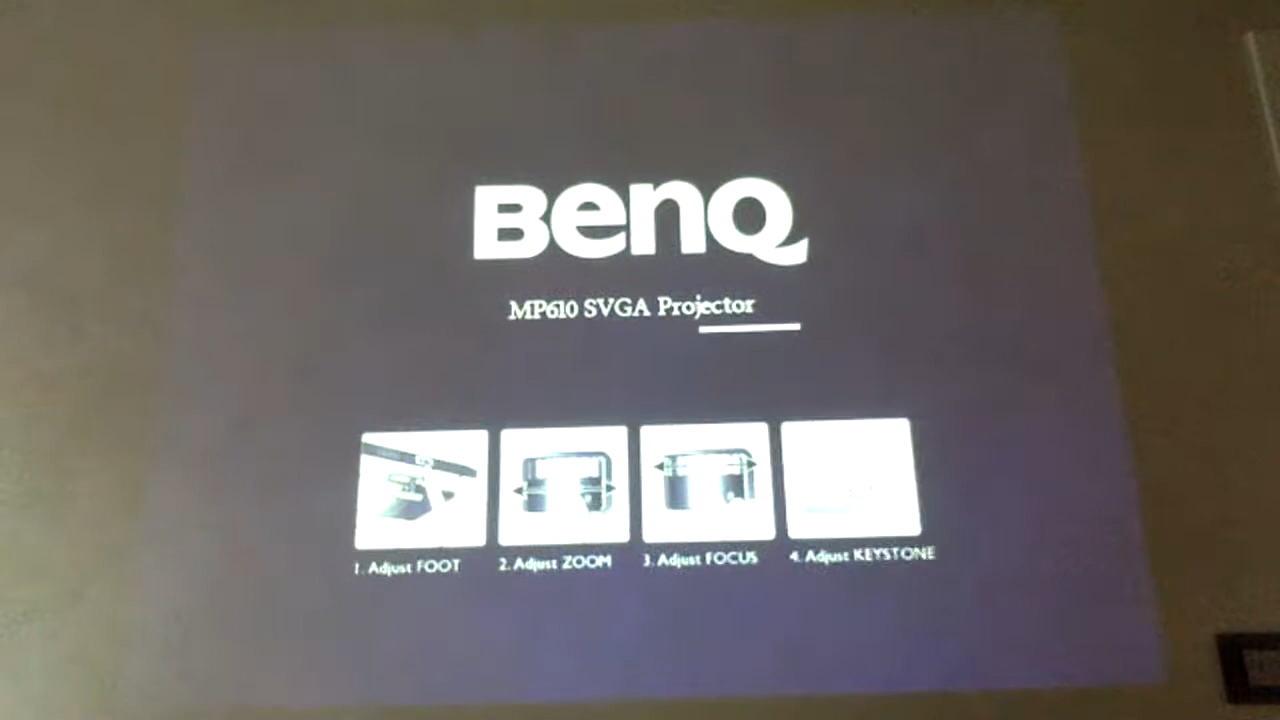 BenQ
MP610 SVGA Projector
1. Adjust FOOT
2. Adjust ZOOM
3. Adjust FOCUS
4. Adjust KEYSTONE